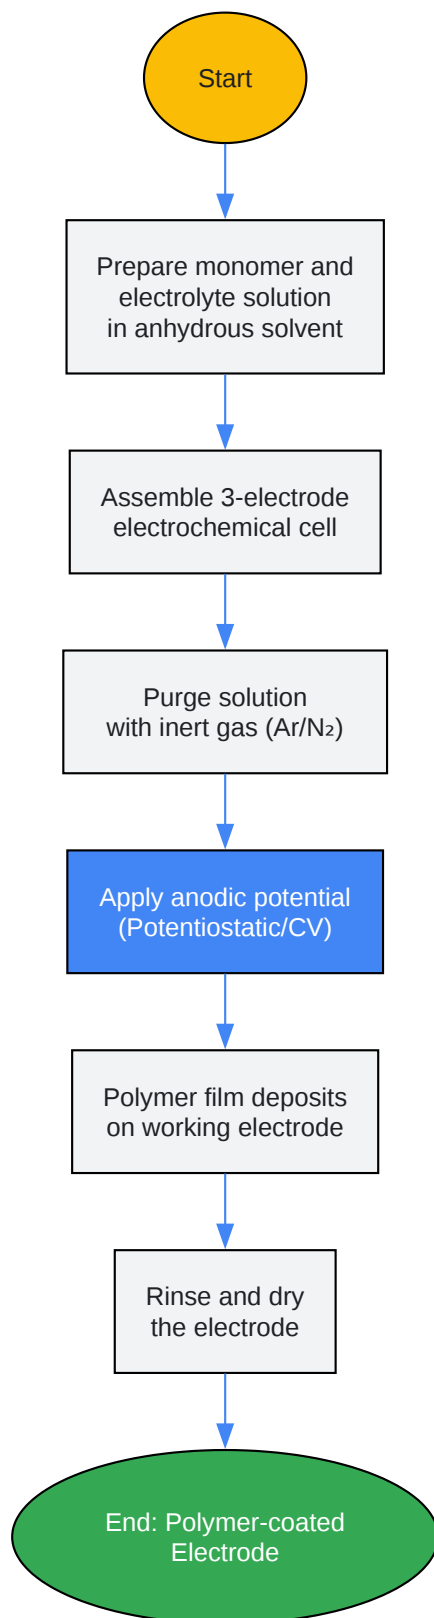 Start
Prepare monomer and
electrolyte solution
in anhydrous solvent
Assemble 3-electrode
electrochemical cell
Purge solution
with inert gas (Ar/N₂)
Apply anodic potential
(Potentiostatic/CV)
Polymer film deposits
on working electrode
Rinse and dry
the electrode
End: Polymer-coated
Electrode